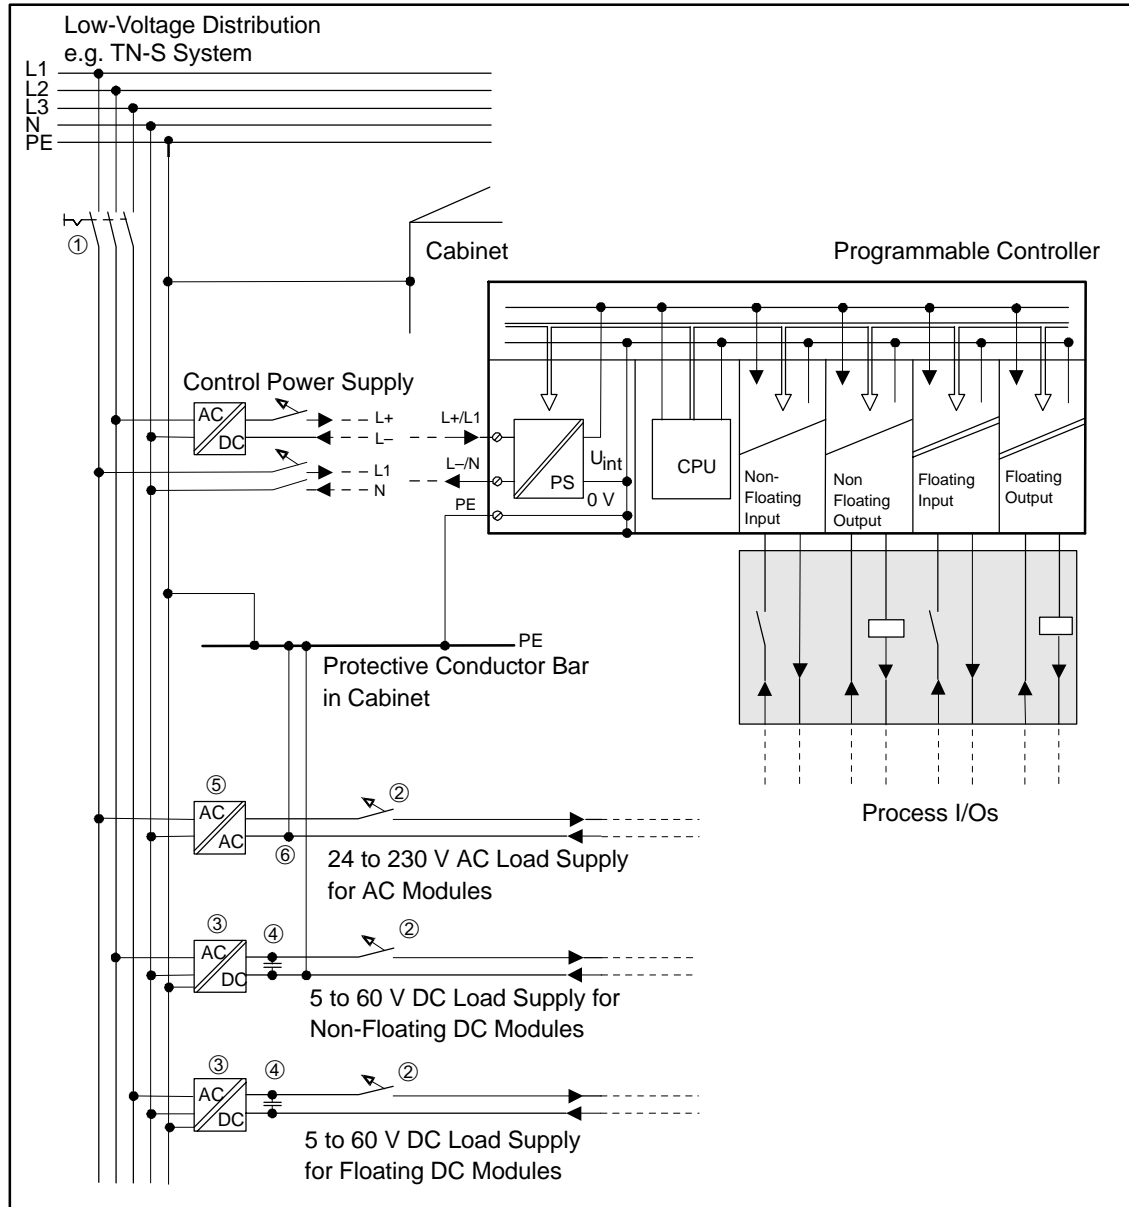 Low-Voltage Distribution
e.g. TN-S System
L1
L2
L3
N
PE
①
Cabinet
Programmable Controller
Control Power Supply
AC
DC
L+
L–
L1
N
L+/L1
L–/N
PE
PS
Uint
0 V
CPU
Non-
Floating
Input
Non
Floating
Output
Floating
Input
Floating
Output
PE
Protective Conductor Bar
in Cabinet
Process I/Os
⑤
②
AC
AC
⑥
24 to 230 V AC Load Supply
for AC Modules
③
④
②
AC
DC
5 to 60 V DC Load Supply for
Non-Floating DC Modules
③
④
②
AC
DC
5 to 60 V DC Load Supply
for Floating DC Modules